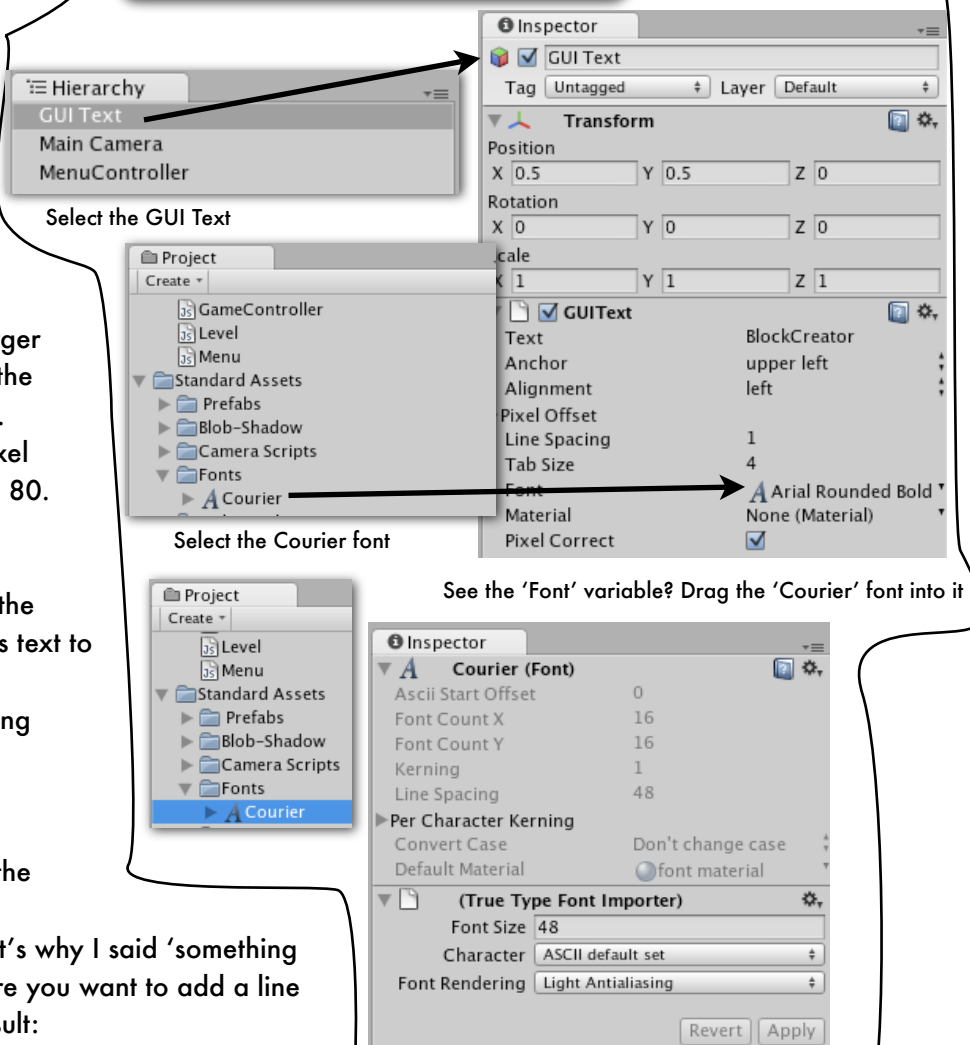 Inspector
GUI Text
Tag Untagged Layer Default
Transform
Position
X 0.5 Y 0.5 Z 0
Rotation
X 0 Y 0 Z 0
cale
X 1 Y 1 Z 1
GUIText
Text BlockCreator
Anchor upper left
Alignment left
Pixel Offset
Line Spacing 1
Tab Size 4
Font Arial Rounded Bold
Material None (Material)
Pixel Correct
Hierarchy
GUI Text
Main Camera
MenuController
Select the GUI Text
Project
Create
GameController
Level
Menu
Standard Assets
Prefabs
Blob-Shadow
Camera Scripts
Fonts
Courier
Select the Courier font
See the ‘Font’ variable? Drag the ‘Courier’ font into it
ger
the
.
xel
80.
the
s text to
ng
the
t’s why I said ‘something
re you want to add a line
sult:
Project
Create
Level
Menu
Standard Assets
Prefabs
Blob-Shadow
Camera Scripts
Fonts
Courier
Inspector
Courier (Font)
Ascii Start Offset 0
Font Count X 16
Font Count Y 16
Kerning 1
Line Spacing 48
Per Character Kerning
Convert Case Don't change case
Default Material font material
(True Type Font Importer)
Font Size 48
Character ASCII default set
Font Rendering Light Antialiasing
Revert Apply